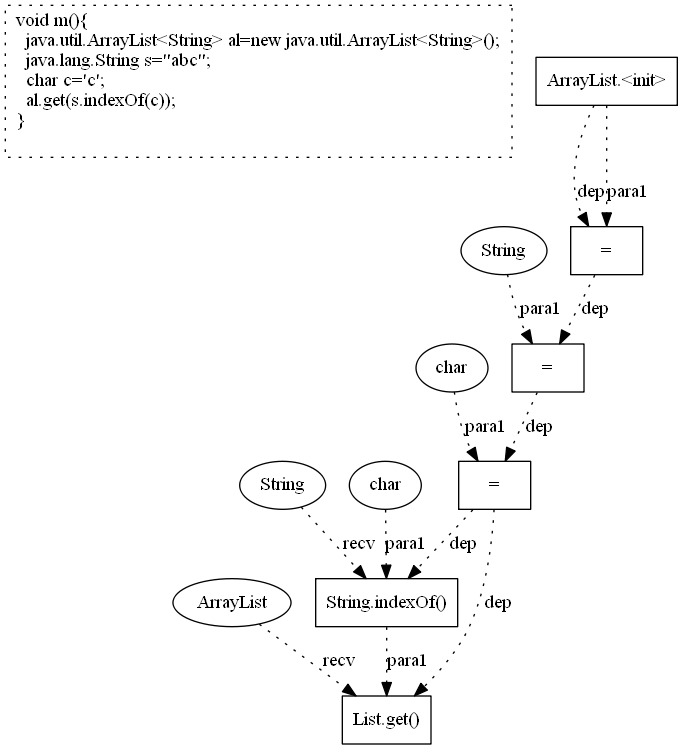 void m(){
java.util.ArrayList<String> al=new java.util.ArrayList<String>();
java.lang.String s="abc";
char c='c';
al.get(s.indexOf(c));
}
ArrayList.<init>
dep para1
String
=
para1 dep
char
=
para1 dep
String
char
=
recv para1 dep
ArrayList
String.indexOf()
dep
recv para1
List.get()